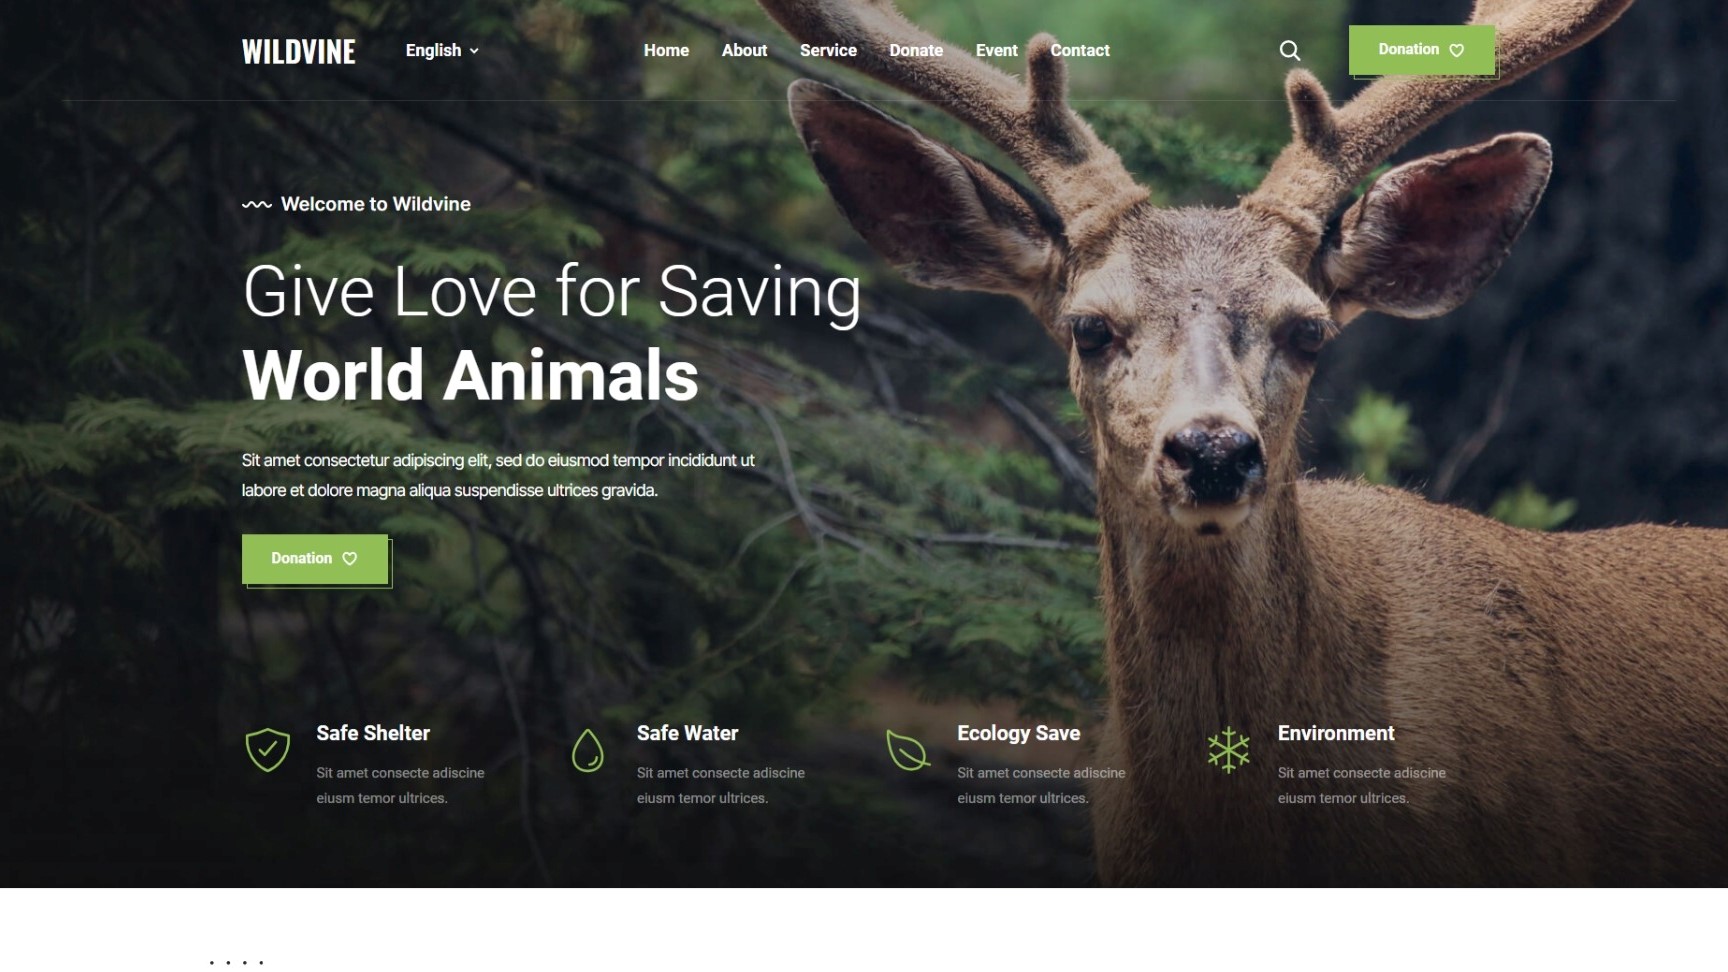 WILDVINE
English
Home
About
Service
Donate
Event
Contact
Donation
Welcome to Wildvine
Give Love for Saving
World Animals
Sit amet consectetur adipiscing elit, sed do eiusmod tempor incididunt ut
labore et dolore magna aliqua suspendisse ultrices gravida.
Donation
Safe Shelter
Sit amet consecte adiscine
eiusm temor ultrices.
Safe Water
Sit amet consecte adiscine
eiusm temor ultrices.
Ecology Save
Sit amet consecte adiscine
eiusm temor ultrices.
Environment
Sit amet consecte adiscine
eiusm temor ultrices.